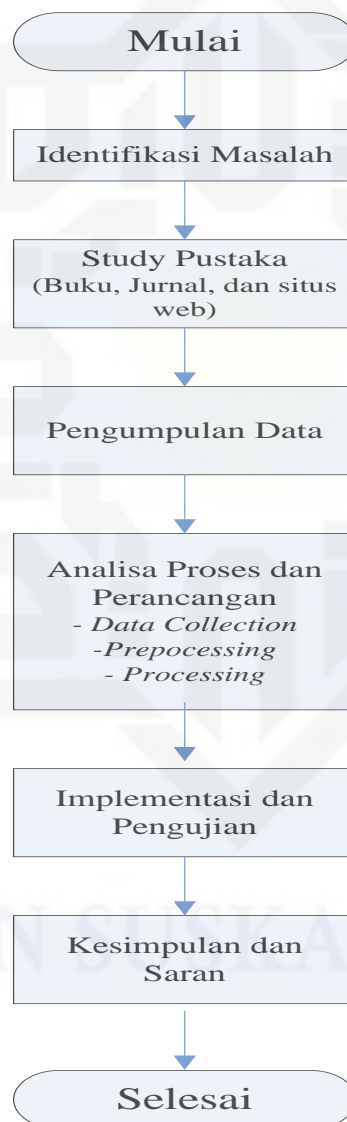 Mulai
Identifikasi Masalah
Study Pustaka
(Buku, Jurnal, dan situs
web)
Pengumpulan Data
Analisa Proses dan
Perancangan
- Data Collection
-Prepocessing
- Processing
Implementasi dan
Pengujian
N SUSKA
Kesimpulan dan
Saran
Selesai